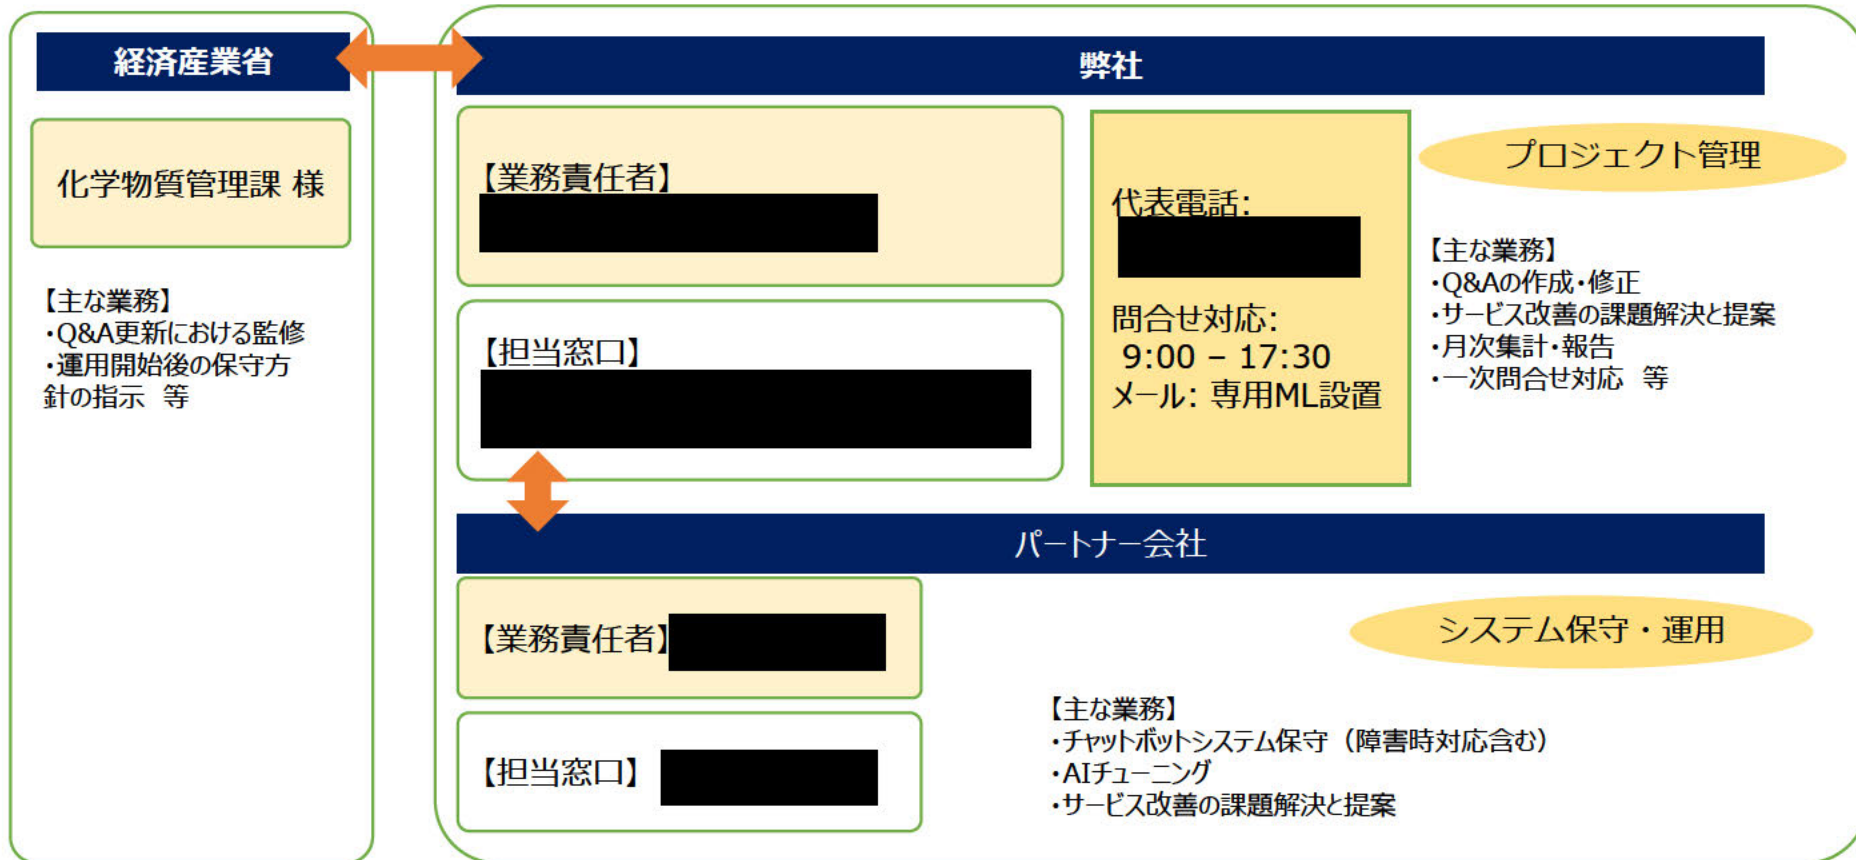 経済産業省
化学物質管理課 様
【主な業務】
・Q&A更新における監修
・運用開始後の保守方
針の指示 等
弊社
【業務責任者】
【担当窓口】
代表電話:
問合せ対応:
9:00 – 17:30
メール: 専用ML設置
プロジェクト管理
【主な業務】
・Q&Aの作成・修正
・サービス改善の課題解決と提案
・月次集計・報告
・一次問合せ対応 等
パートナー会社
【業務責任者】
【担当窓口】
システム保守・運用
【主な業務】
・チャットボットシステム保守（障害時対応含む）
・AIチューニング
・サービス改善の課題解決と提案